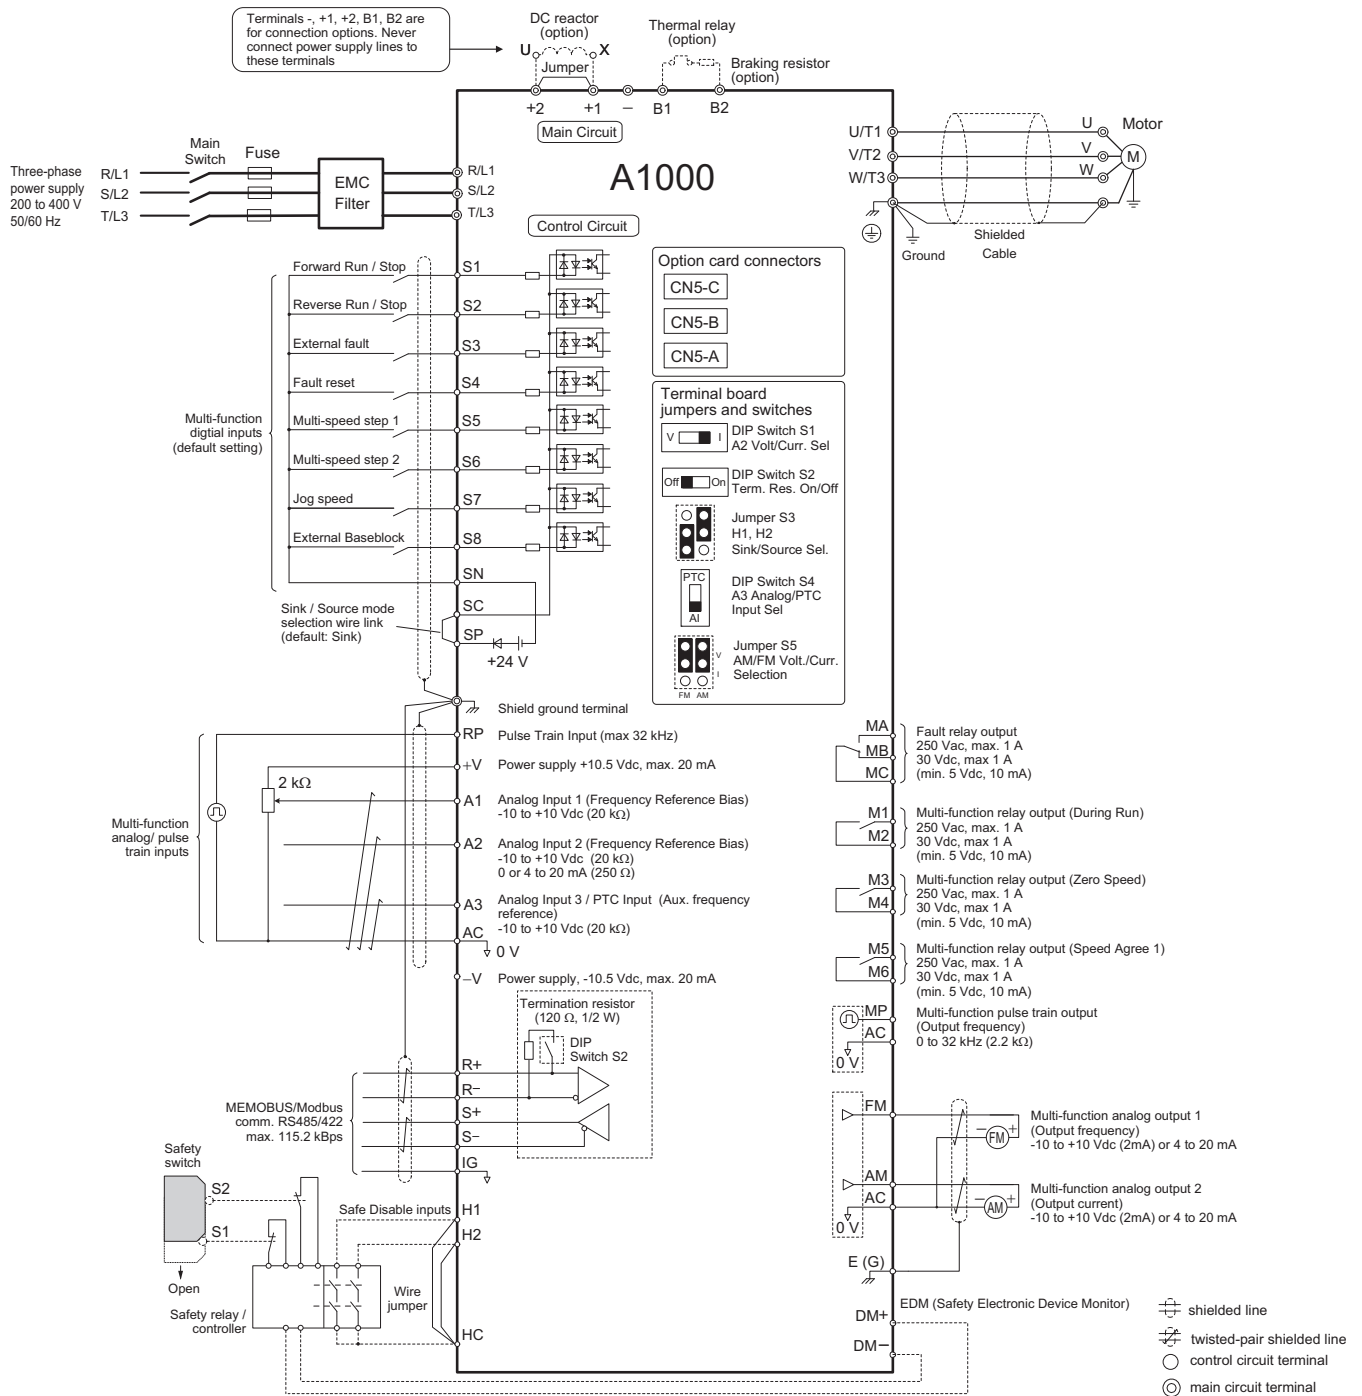 Terminals -, +1, +2, B1, B2 are
for connection options. Never
connect power supply lines to
these terminals
DC reactor
(option)
U
X
Jumper
Thermal relay
(option)
Braking resistor
(option)
+2
+1
–
B1
B2
Main Circuit
A1000
Three-phase
power supply
200 to 400 V
50/60 Hz
R/L1
S/L2
T/L3
Main
Switch
Fuse
EMC
Filter
R/L1
S/L2
T/L3
U/T1
V/T2
W/T3
U
V
W
Motor
M
Ground
Shielded
Cable
Control Circuit
Multi-function
digtial inputs
(default setting)
Forward Run / Stop
S1
Reverse Run / Stop
S2
External fault
S3
Fault reset
S4
Multi-speed step 1
S5
Multi-speed step 2
S6
Jog speed
S7
External Baseblock
S8
SN
SC
SP
+24 V
Sink / Source mode
selection wire link
(default: Sink)
Option card connectors
CN5-C
CN5-B
CN5-A
Terminal board
jumpers and switches
V
I
DIP Switch S1
A2 Volt/Curr. Sel
Off
On
DIP Switch S2
Term. Res. On/Off
Jumper S3
H1, H2
Sink/Source Sel.
PTC
AI
DIP Switch S4
A3 Analog/PTC
Input Sel
V
I
FM
AM
Jumper S5
AM/FM Volt./Curr.
Selection
Shield ground terminal
Multi-function
analog/ pulse
train inputs
2 kΩ
RP
Pulse Train Input (max 32 kHz)
+V
Power supply +10.5 Vdc, max. 20 mA
A1
Analog Input 1 (Frequency Reference Bias)
-10 to +10 Vdc (20 kΩ)
A2
Analog Input 2 (Frequency Reference Bias)
-10 to +10 Vdc (20 kΩ)
0 or 4 to 20 mA (250 Ω)
A3
Analog Input 3 / PTC Input (Aux. frequency
reference)
-10 to +10 Vdc (20 kΩ)
AC
0 V
–V
Power supply, -10.5 Vdc, max. 20 mA
Termination resistor
(120 Ω, 1/2 W)
DIP
Switch S2
MEMOBUS/Modbus
comm. RS485/422
max. 115.2 kBps
R+
R–
S+
S–
IG
Safety
switch
S2
S1
Open
Safety relay /
controller
Safe Disable inputs
Wire
jumper
H1
H2
HC
MA
MB
MC
Fault relay output
250 Vac, max. 1 A
30 Vdc, max 1 A
(min. 5 Vdc, 10 mA)
M1
M2
Multi-function relay output (During Run)
250 Vac, max. 1 A
30 Vdc, max 1 A
(min. 5 Vdc, 10 mA)
M3
M4
Multi-function relay output (Zero Speed)
250 Vac, max. 1 A
30 Vdc, max 1 A
(min. 5 Vdc, 10 mA)
M5
M6
Multi-function relay output (Speed Agree 1)
250 Vac, max. 1 A
30 Vdc, max 1 A
(min. 5 Vdc, 10 mA)
MP
AC
0 V
Multi-function pulse train output
(Output frequency)
0 to 32 kHz (2.2 kΩ)
FM
–
FM
+
Multi-function analog output 1
(Output frequency)
-10 to +10 Vdc (2mA) or 4 to 20 mA
AM
AC
0 V
–
AM
+
Multi-function analog output 2
(Output current)
-10 to +10 Vdc (2mA) or 4 to 20 mA
E (G)
EDM (Safety Electronic Device Monitor)
DM+
DM–
shielded line
twisted-pair shielded line
control circuit terminal
main circuit terminal